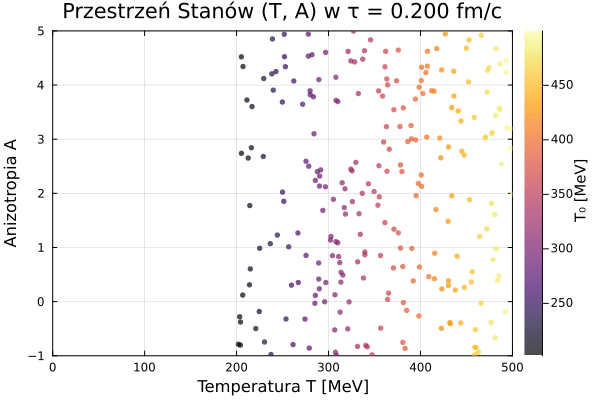 Przestrzeń Stanów (T, A) w τ = 0.200 fm/c
5
4
3
2
1
0
−1
Anizotropia A
0 100 200 300 400 500
Temperatura T [MeV]
450
400
350
300
250
T₀ [MeV]